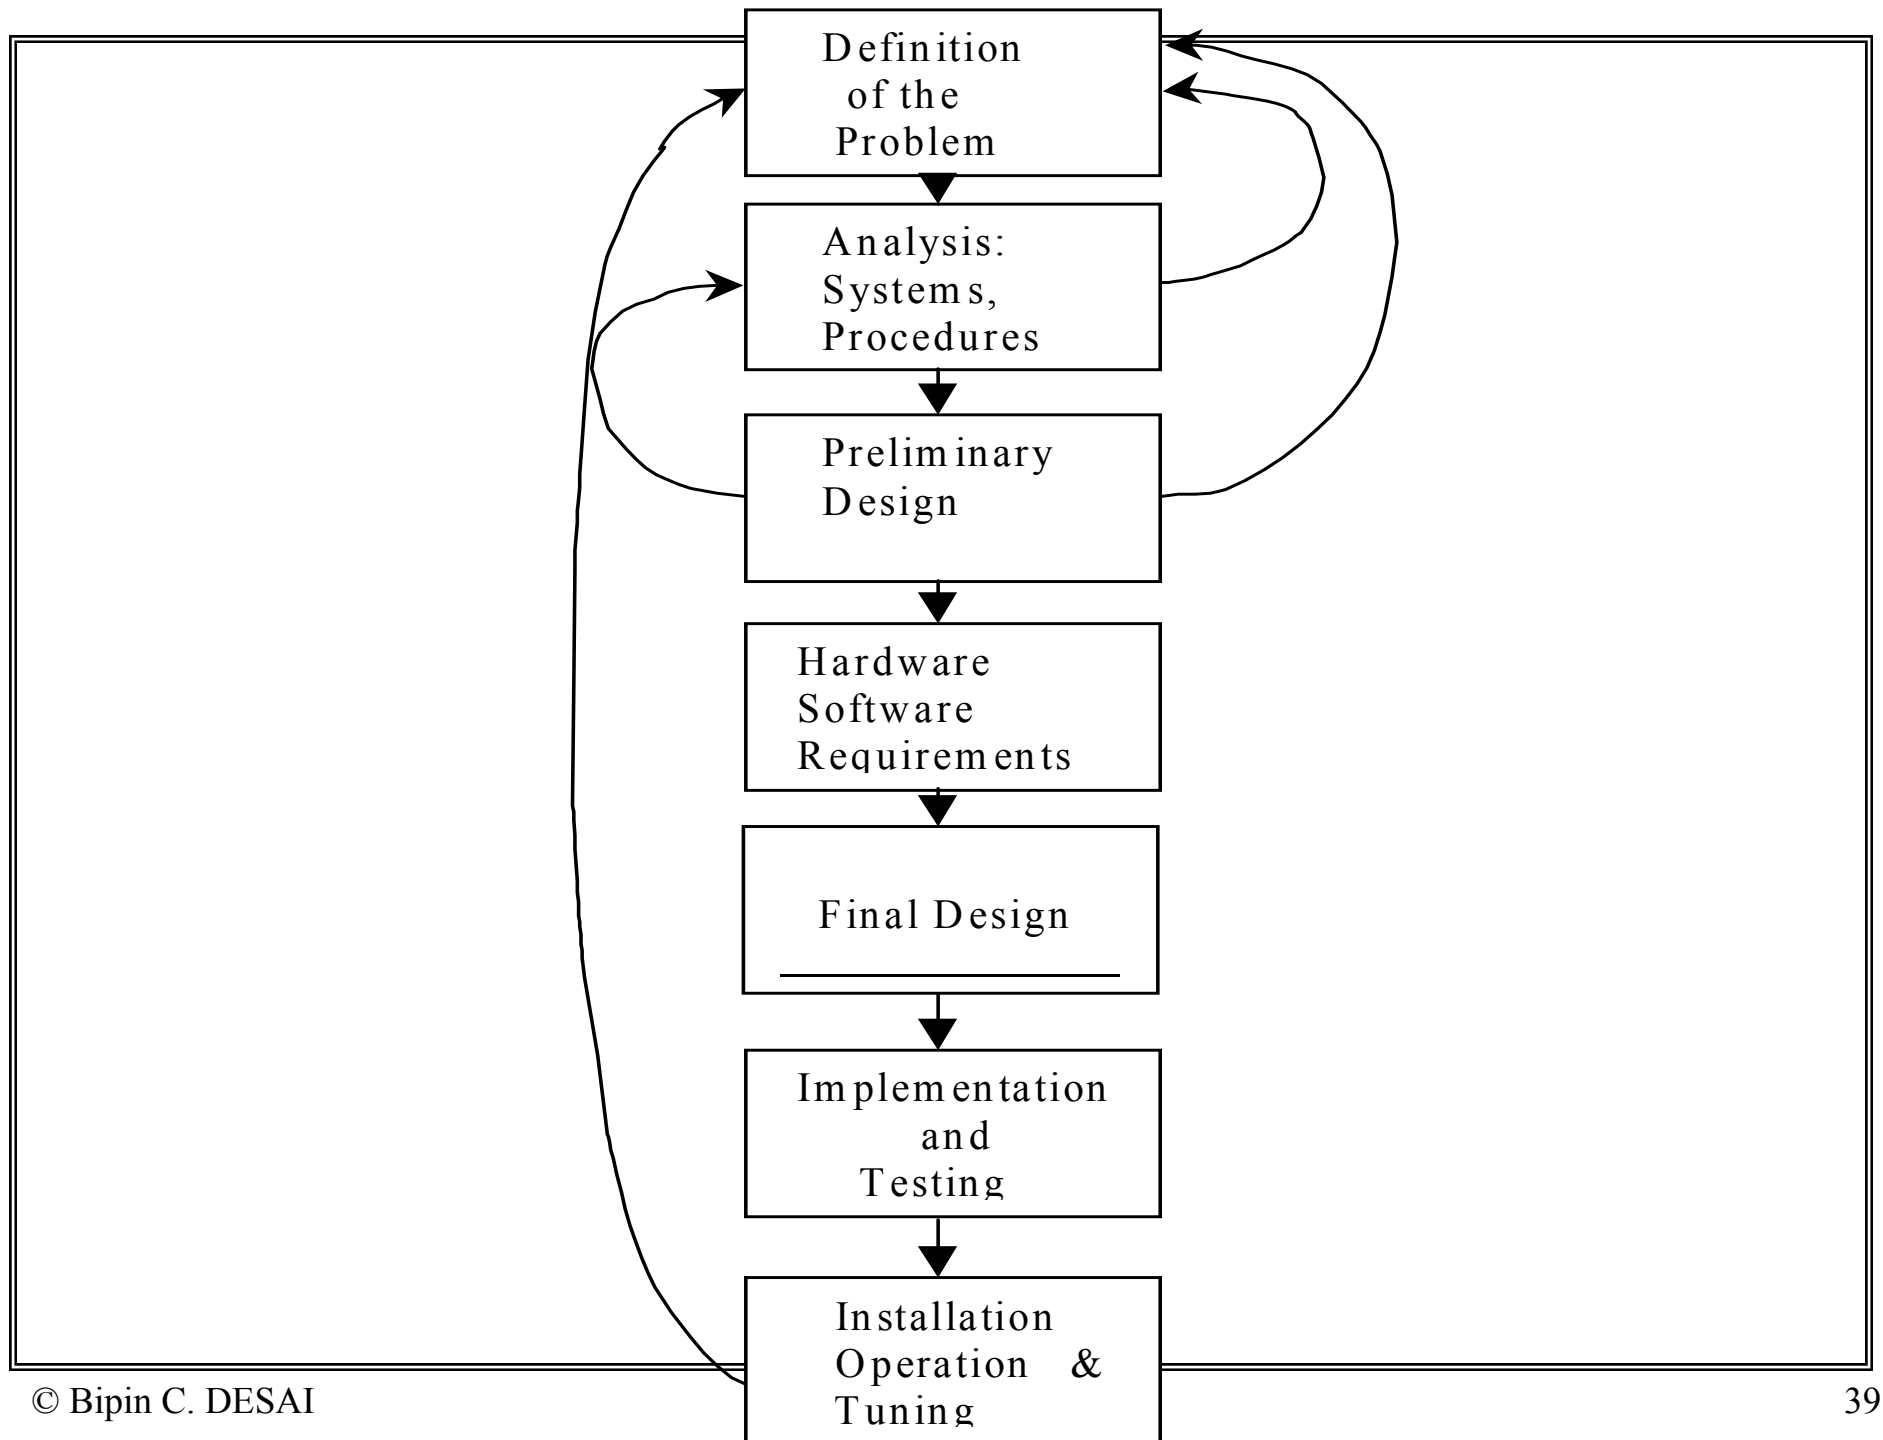 Definition
of the
Problem
Analysis:
Systems,
Procedures
Preliminary
Design
Hardware
Software
Requirements
Final Design
Implementation
and
Testing
Installation
Operation &
Tuning
© Bipin C. DESAI
39